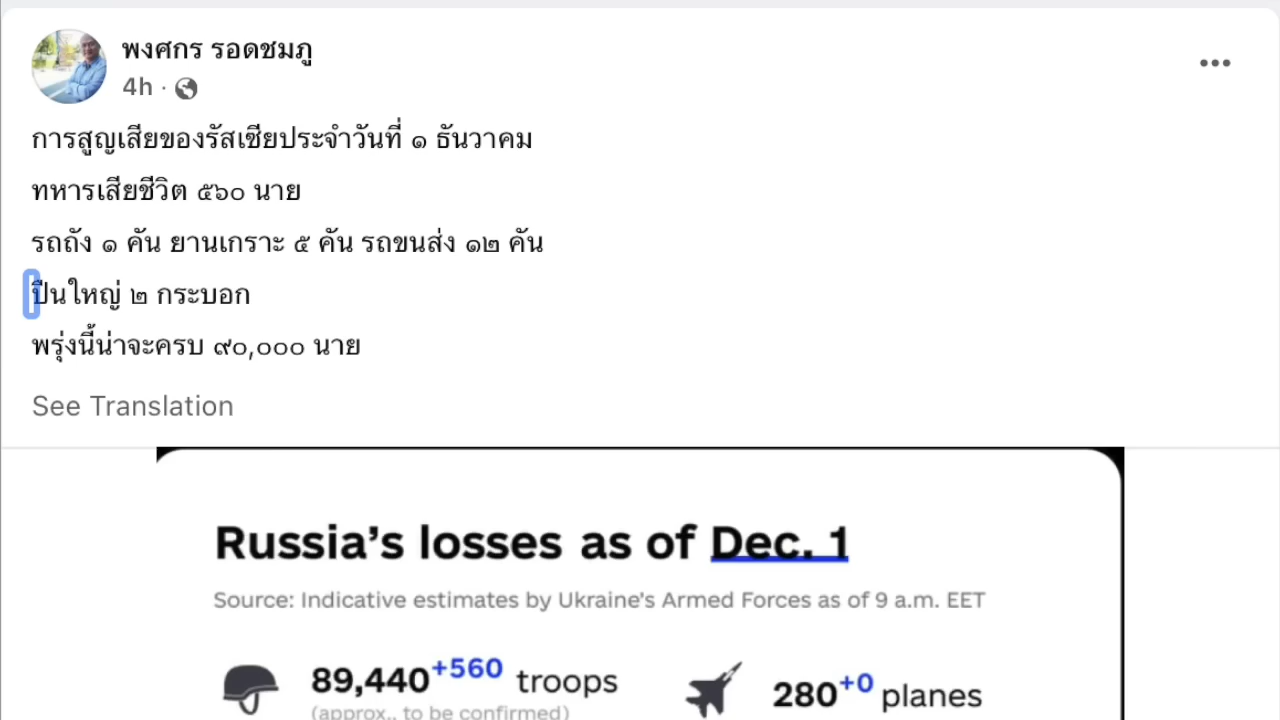 พงศกร รอดชมภู
4h ·
การสูญเสียของรัสเซียประจำวันที่ ๑ ธันวาคม
ทหารเสียชีวิต ๕๖๐ นาย
รถถัง ๑ คัน ยานเกราะ ๕ คัน รถขนส่ง ๑๒ คัน
ปืนใหญ่ ๒ กระบอก
พรุ่งนี้น่าจะครบ ๙๐,๐๐๐ นาย
See Translation
Russia's losses as of Dec. 1
Source: Indicative estimates by Ukraine's Armed Forces as of 9 a.m. EET
89,440 +560 troops
280 +0 planes
(approx., to be confirmed)